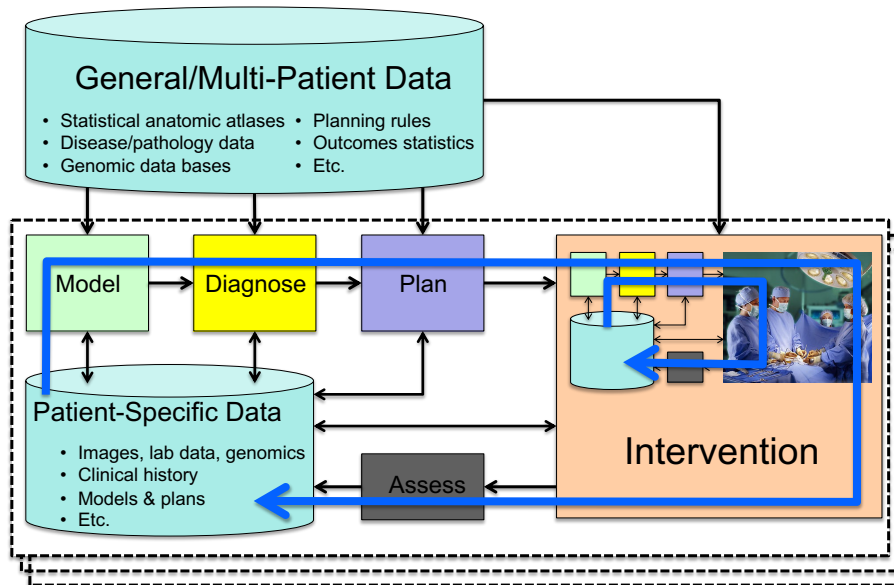 General/Multi-Patient Data
• Statistical anatomic atlases
• Disease/pathology data
• Genomic data bases
• Planning rules
• Outcomes statistics
• Etc.
Model
Diagnose
Plan
Patient-Specific Data
• Images, lab data, genomics
• Clinical history
• Models & plans
• Etc.
Assess
Intervention